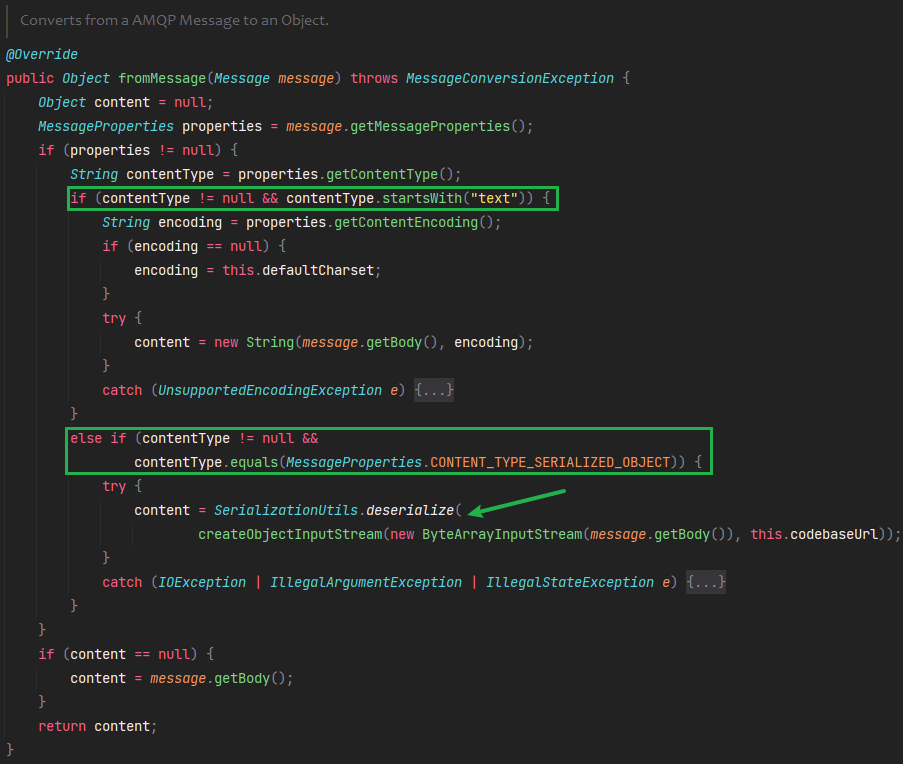 Converts from a AMQP Message to an Object.
@Override
public Object fromMessage(Message message) throws MessageConversionException {
Object content = null;
MessageProperties properties = message.getMessageProperties();
if (properties != null) {
String contentType = properties.getContentType();
if (contentType != null && contentType.startsWith("text")) {
String encoding = properties.getContentEncoding();
if (encoding == null) {
encoding = this.defaultCharset;
}
try {
content = new String(message.getBody(), encoding);
}
catch (UnsupportedEncodingException e) {...}
}
else if (contentType != null &&
contentType.equals(MessageProperties.CONTENT_TYPE_SERIALIZED_OBJECT)) {
try {
content = SerializationUtils.deserialize(
createObjectInputStream(new ByteArrayInputStream(message.getBody()), this.codebaseUrl));
}
catch (IOException | IllegalArgumentException | IllegalStateException e) {...}
}
}
if (content == null) {
content = message.getBody();
}
return content;
}